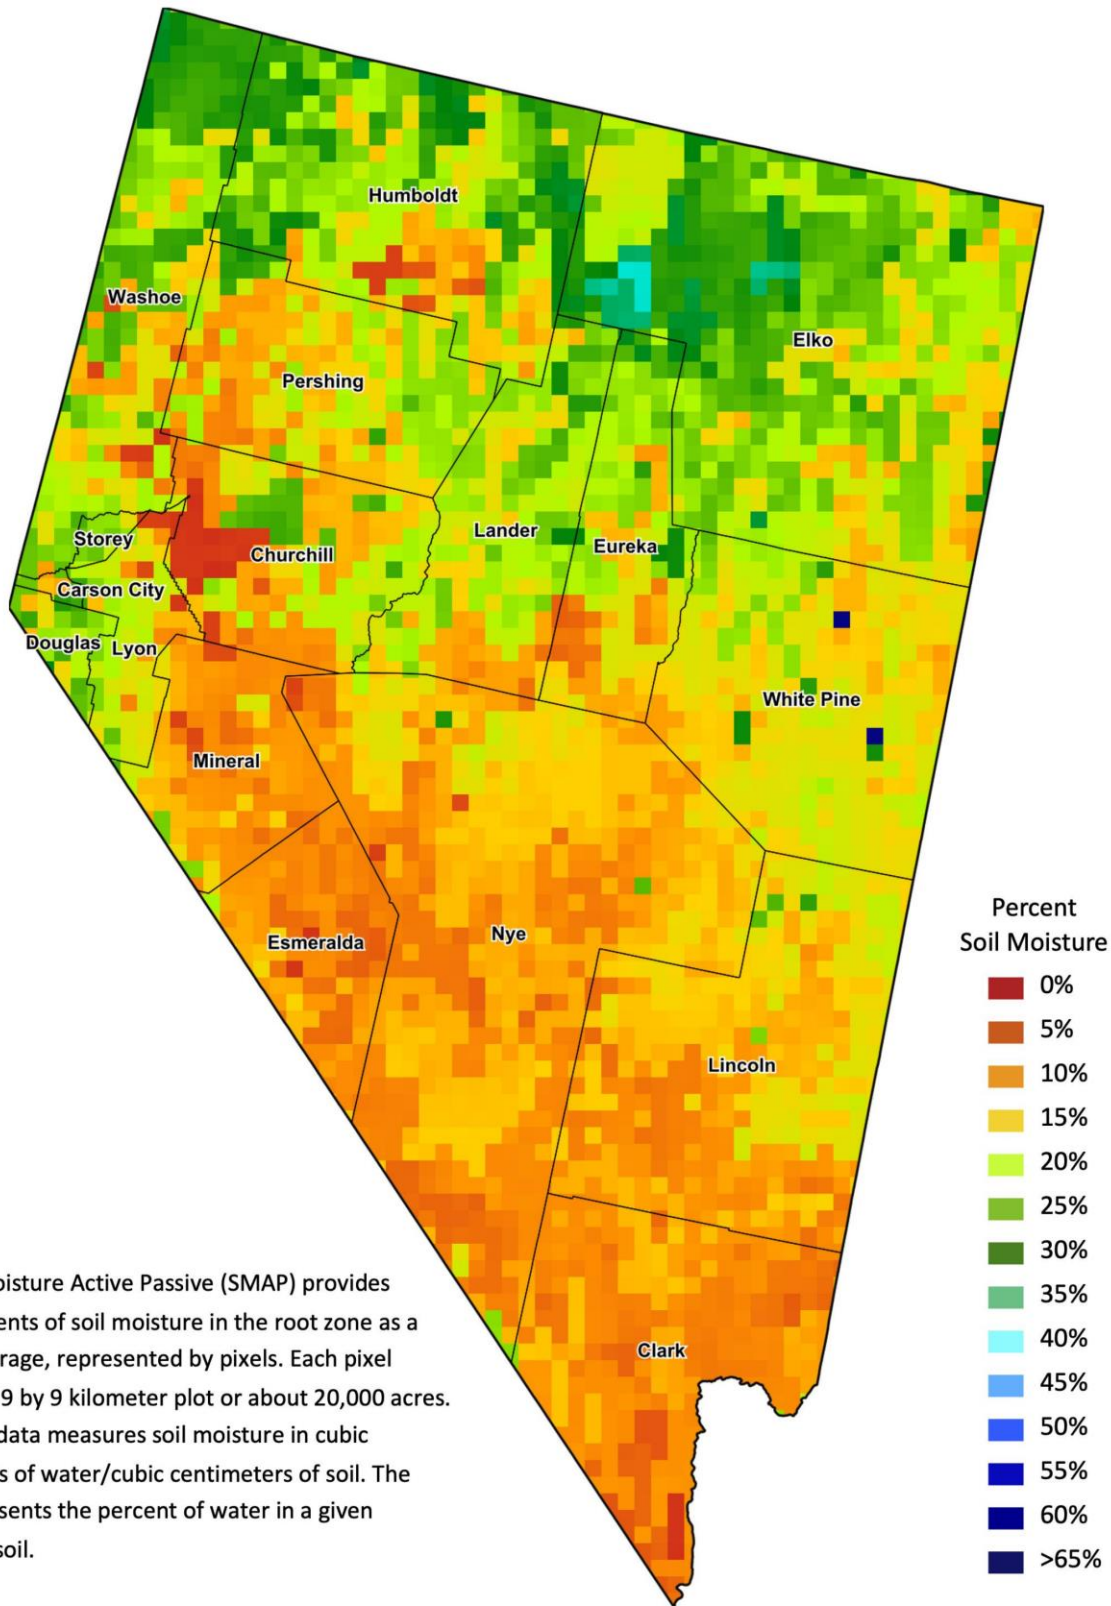 Humboldt
Washoe
Elko
Pershing
Lander
Storey
Eureka
Churchill
Carson City
Douglas
Lyon
White Pine
Mineral
Nye
Esmeralda
Lincoln
Clark
Percent
Soil Moisture
0%
5%
10%
15%
20%
25%
30%
35%
40%
45%
50%
55%
60%
>65%
oisture Active Passive (SMAP) provides
ents of soil moisture in the root zone as a
rage, represented by pixels. Each pixel
9 by 9 kilometer plot or about 20,000 acres.
data measures soil moisture in cubic
s of water/cubic centimeters of soil. The
sents the percent of water in a given
soil.